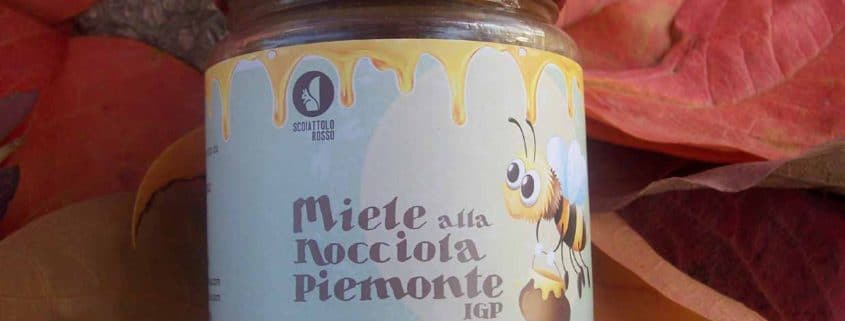 SCOIATTOLO
ROSSO
Miele alla
Nocciola
Piemonte
IGP